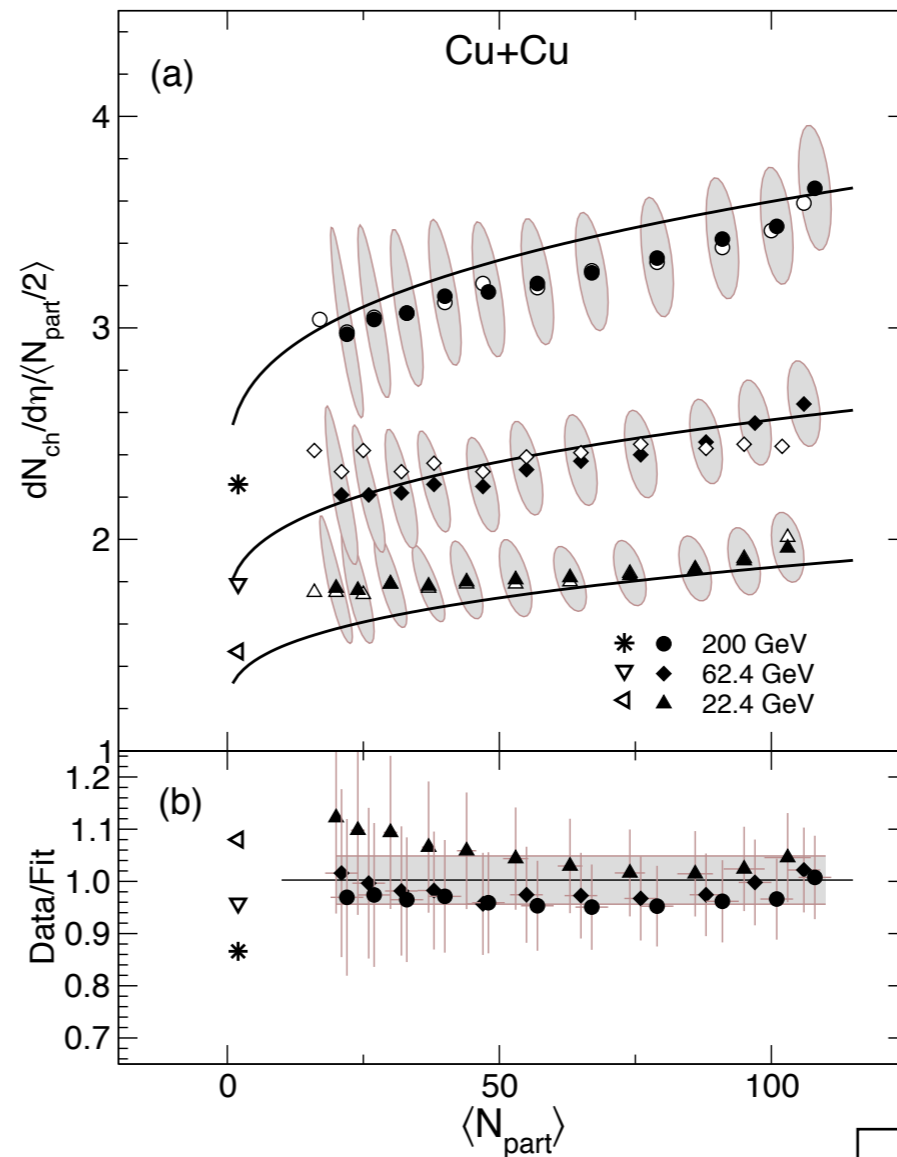 Cu+Cu
(a)
4
3
2
1
dN_ch/dη/⟨N_part/2⟩
200 GeV
62.4 GeV
22.4 GeV
(b)
1.2
1.1
1.0
0.9
0.8
0.7
Data/Fit
0 50 100
⟨N_part⟩